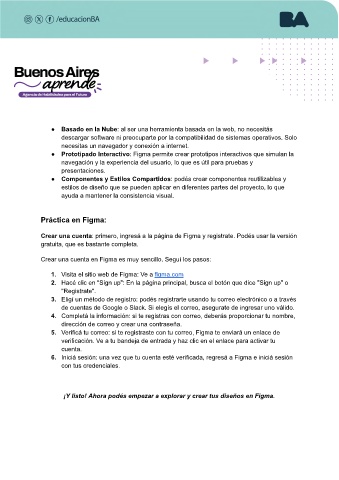 /educacionBA
BA
Buenos Aires
aprende
Agencia de Habilidades para el Futuro
● Basado en la Nube: al ser una herramienta basada en la web, no necesitás
descargar software ni preocuparte por la compatibilidad de sistemas operativos. Solo
necesitas un navegador y conexión a internet.
● Prototipado Interactivo: Figma permite crear prototipos interactivos que simulan la
navegación y la experiencia del usuario, lo que es útil para pruebas y
presentaciones.
● Componentes y Estilos Compartidos: podés crear componentes reutilizables y
estilos de diseño que se pueden aplicar en diferentes partes del proyecto, lo que
ayuda a mantener la consistencia visual.
Práctica en Figma:
Crear una cuenta: primero, ingresá a la página de Figma y registrate. Podés usar la versión
gratuita, que es bastante completa.
Crear una cuenta en Figma es muy sencillo. Seguí los pasos:
1. Visita el sitio web de Figma: Ve a figma.com
2. Hacé clic en "Sign up": En la página principal, busca el botón que dice "Sign up" o
"Registrate".
3. Elegí un método de registro: podés registrarte usando tu correo electrónico o a través
de cuentas de Google o Slack. Si elegís el correo, asegurate de ingresar uno válido.
4. Completá la información: si te registras con correo, deberás proporcionar tu nombre,
dirección de correo y crear una contraseña.
5. Verificá tu correo: si te registraste con tu correo, Figma te enviará un enlace de
verificación. Ve a tu bandeja de entrada y haz clic en el enlace para activar tu
cuenta.
6. Iniciá sesión: una vez que tu cuenta esté verificada, regresá a Figma e iniciá sesión
con tus credenciales.
¡Y listo! Ahora podés empezar a explorar y crear tus diseños en Figma.